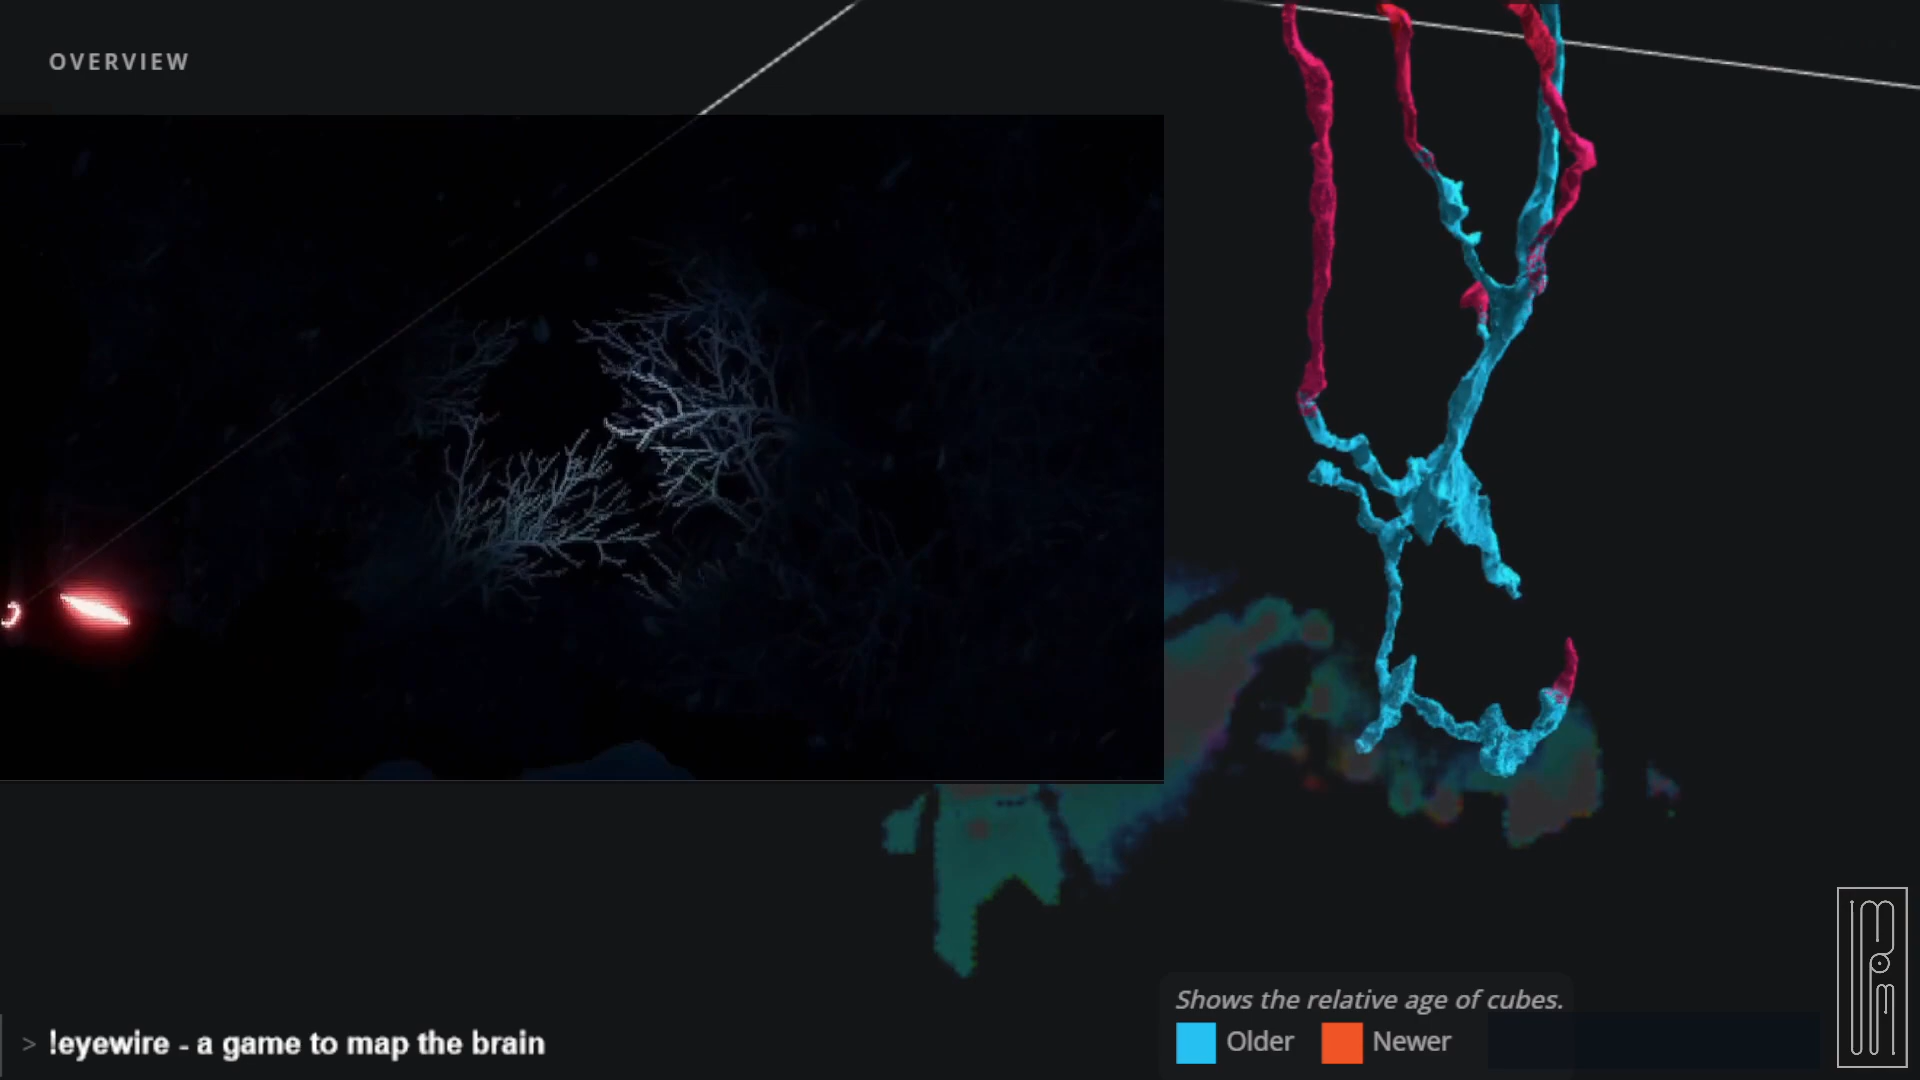 OVERVIEW
> !eyewire - a game to map the brain
Shows the relative age of cubes.
Older Newer